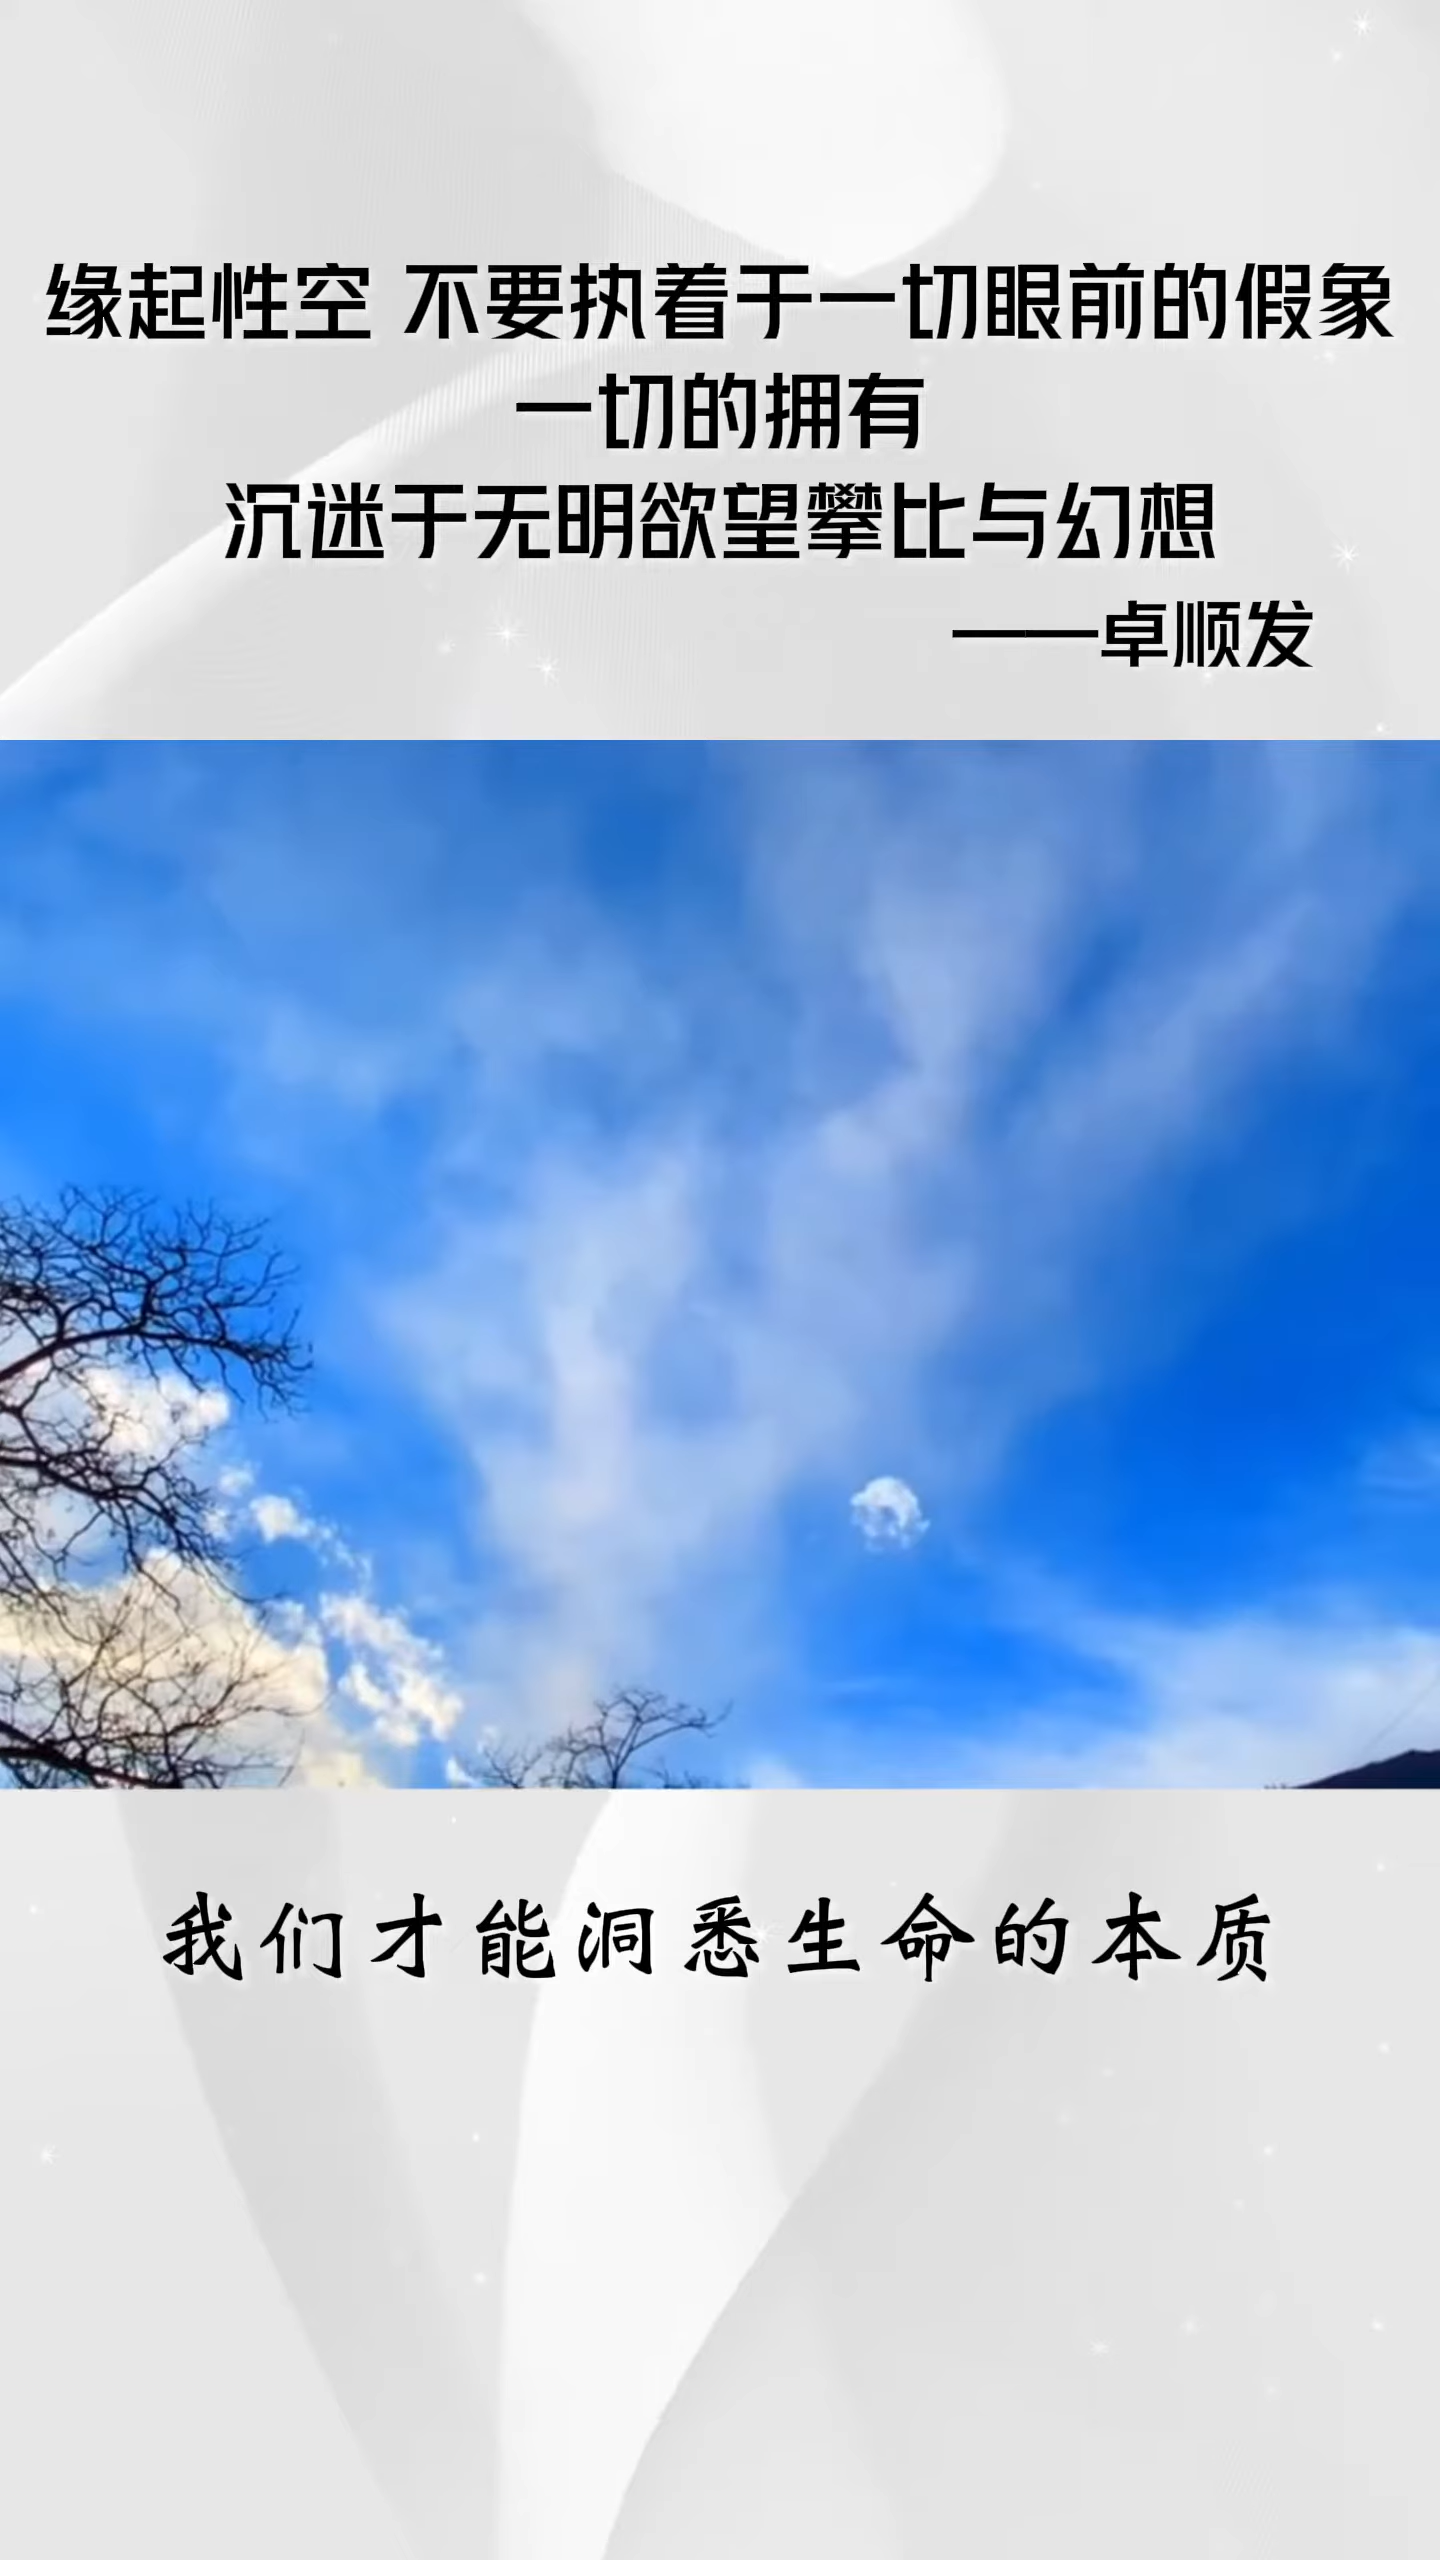 缘起性空 不要执着于一切眼前的假象
一切的拥有
沉迷于无明欲望攀比与幻想
——卓顺发
我们才能洞悉生命的本质